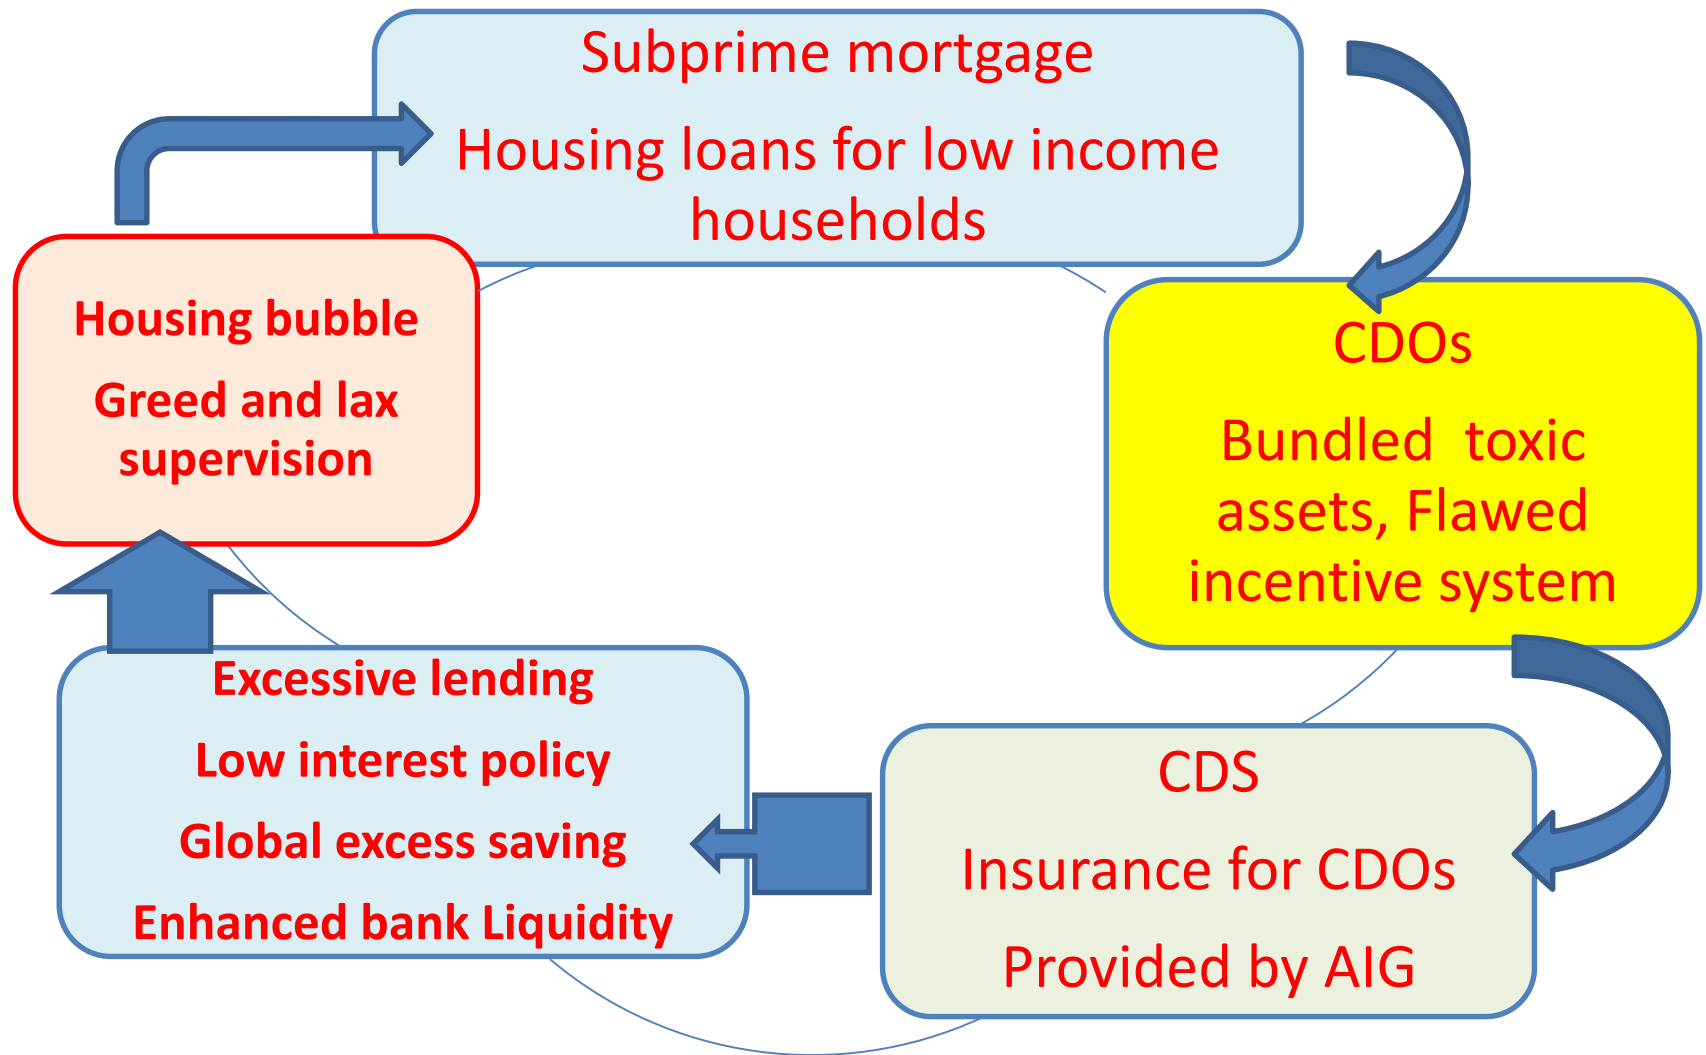 Subprime mortgage
Housing loans for low income
households
Housing bubble
Greed and lax
supervision
CDOs
Bundled  toxic
assets, Flawed
incentive system
Excessive lending
Low interest policy
Global excess saving
Enhanced bank Liquidity
CDS
Insurance for CDOs
Provided by AIG